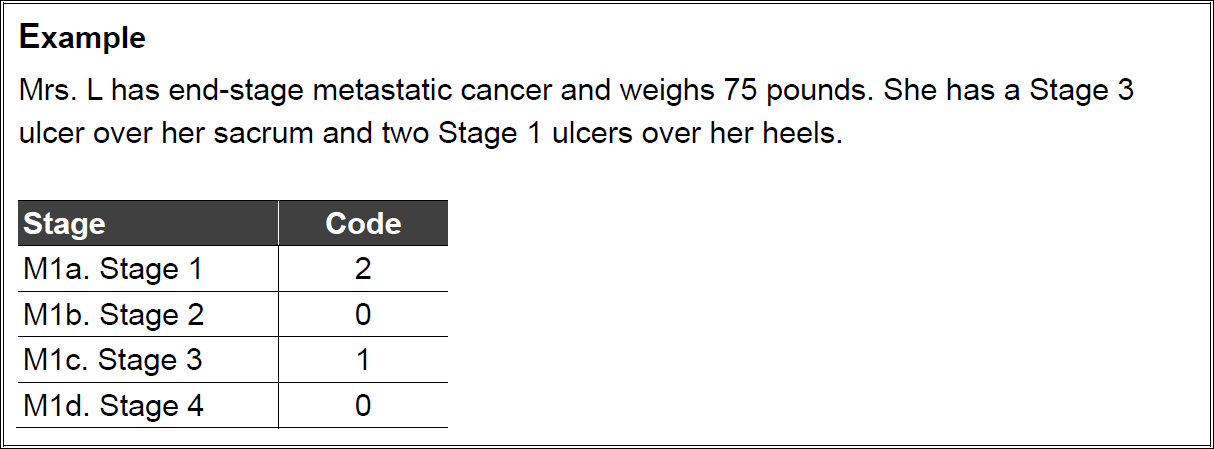 Example
Mrs. L has end-stage metastatic cancer and weighs 75 pounds. She has a Stage 3
ulcer over her sacrum and two Stage 1 ulcers over her heels.
Stage Code
M1a. Stage 1 2
M1b. Stage 2 0
M1c. Stage 3 1
M1d. Stage 4 0